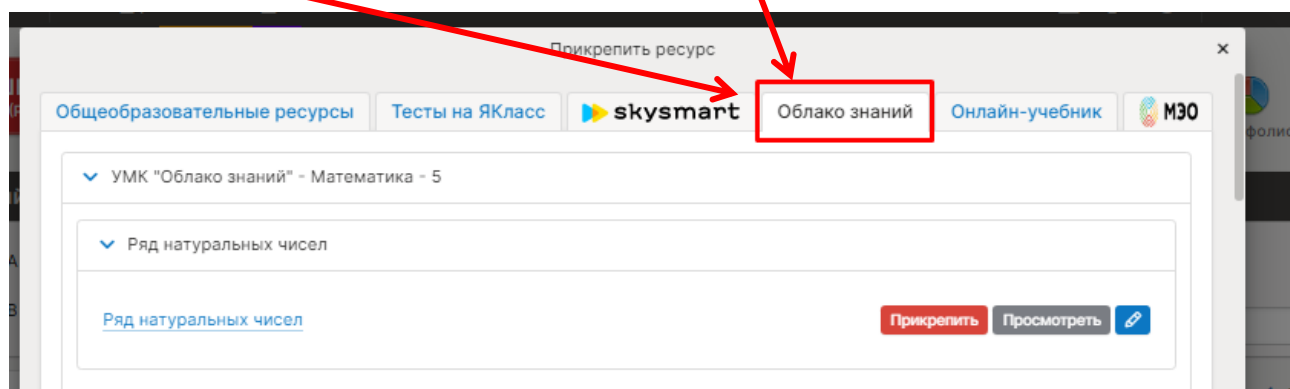 Прикрепить ресурс ×
Общеобразовательные ресурсы Тесты на ЯКласс skysmart Облако знаний Онлайн-учебник МЭО
УМК "Облако знаний" - Математика - 5
Ряд натуральных чисел
Ряд натуральных чисел Прикрепить Просмотреть